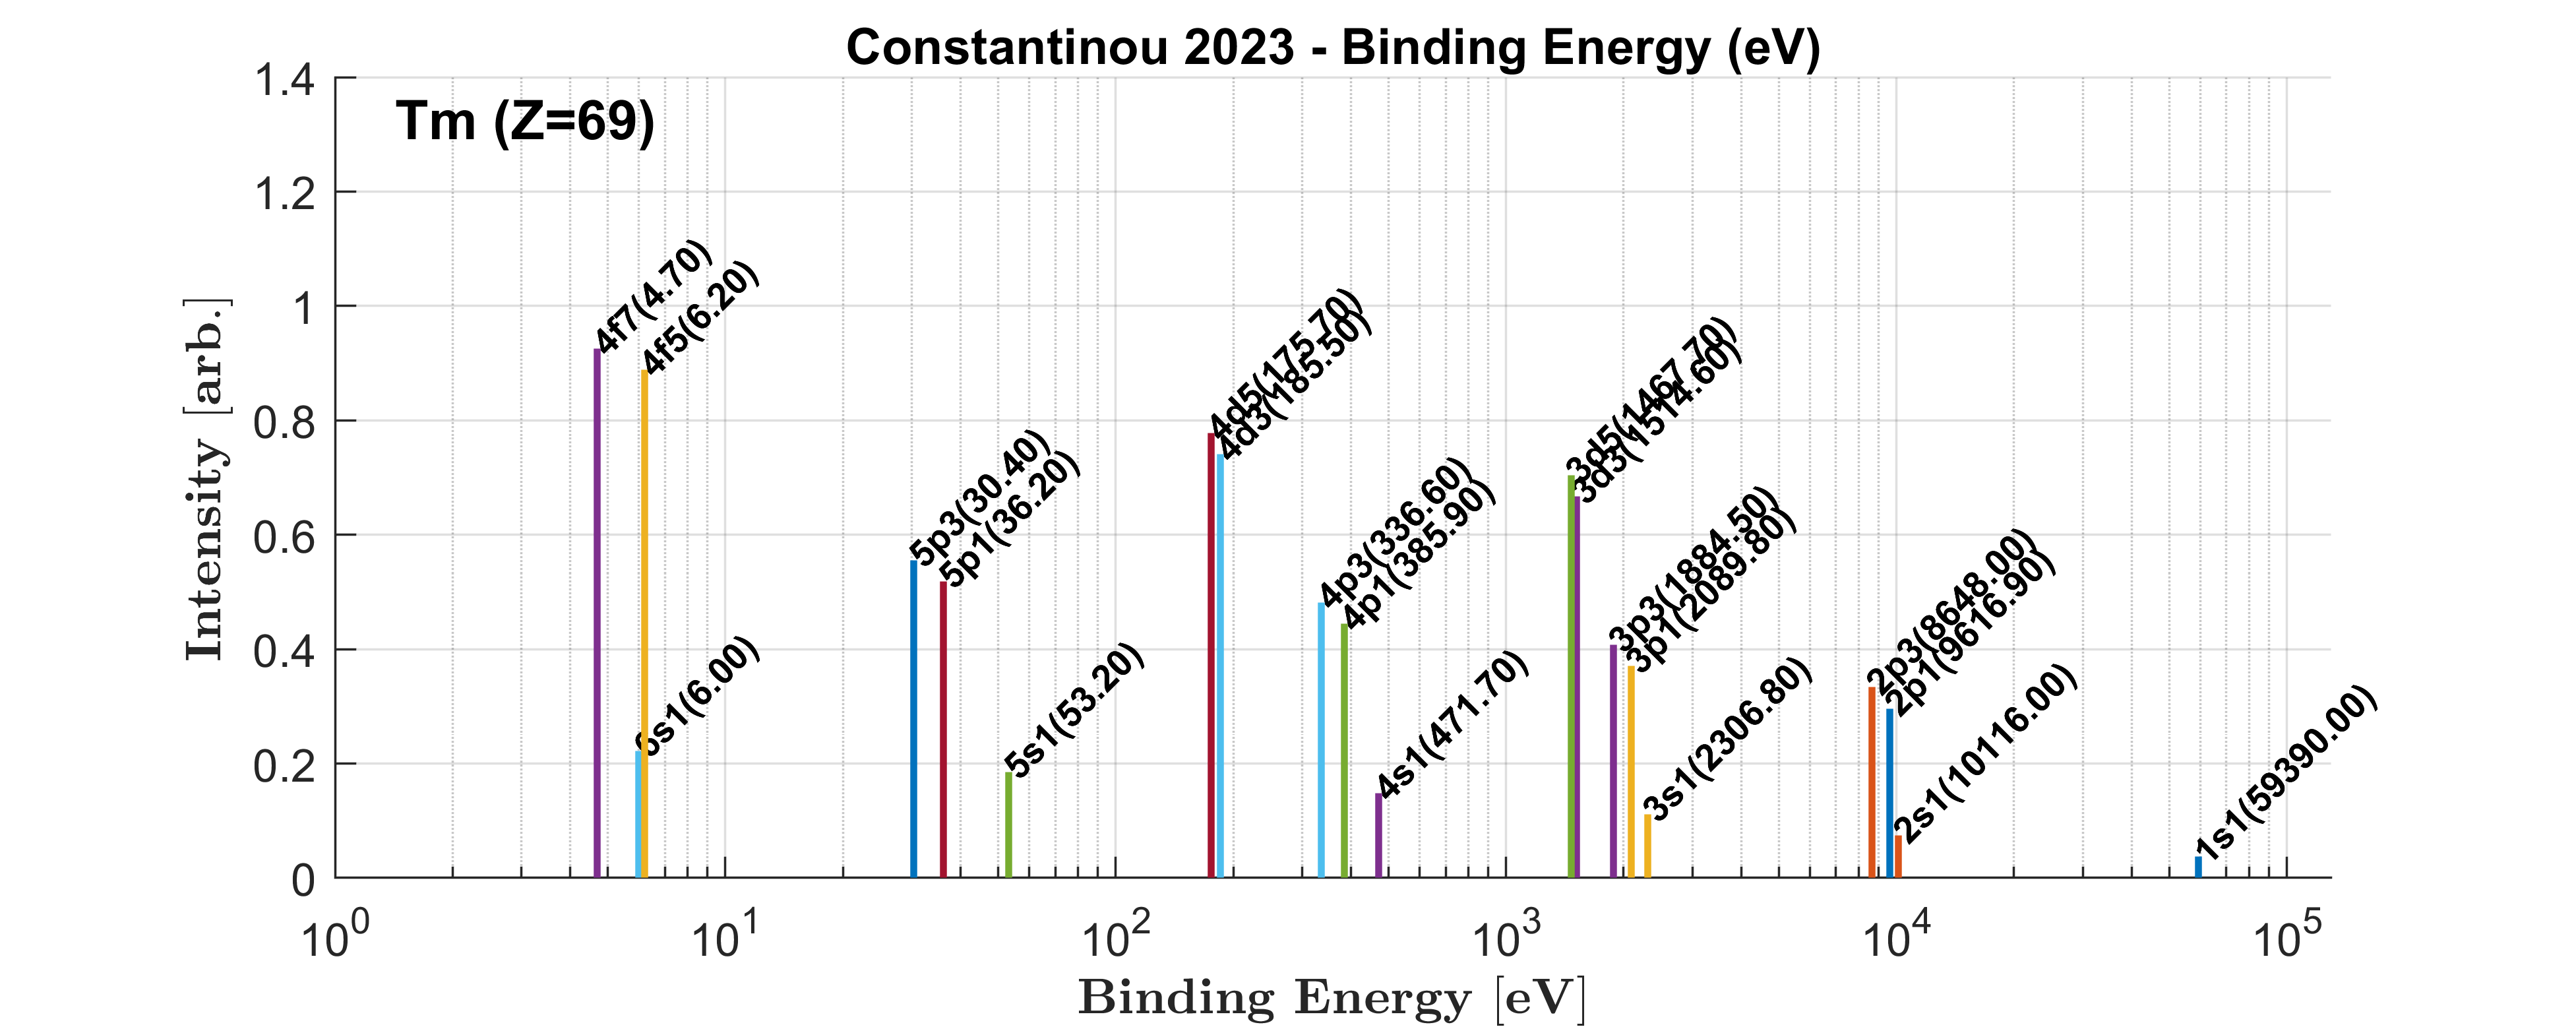 Constantinou 2023 - Binding Energy (eV)
Tm (Z=69)
Intensity [arb.]
1.4
1.2
1
0.8
0.6
0.4
0.2
0
4f7(4.70)
4f5(6.20)
6s1(6.00)
5p3(30.40)
5p1(36.20)
5s1(53.20)
4d5(175.70)
4d3(185.50)
4p3(336.60)
4p1(385.90)
4s1(471.70)
3d5(1467.70)
3d3(1514.60)
3p3(1884.50)
3p1(2089.80)
3s1(2306.80)
2p3(8648.00)
2p1(9616.90)
2s1(10116.00)
1s1(59390.00)
10^0 10^1 10^2 10^3 10^4 10^5
Binding Energy [eV]